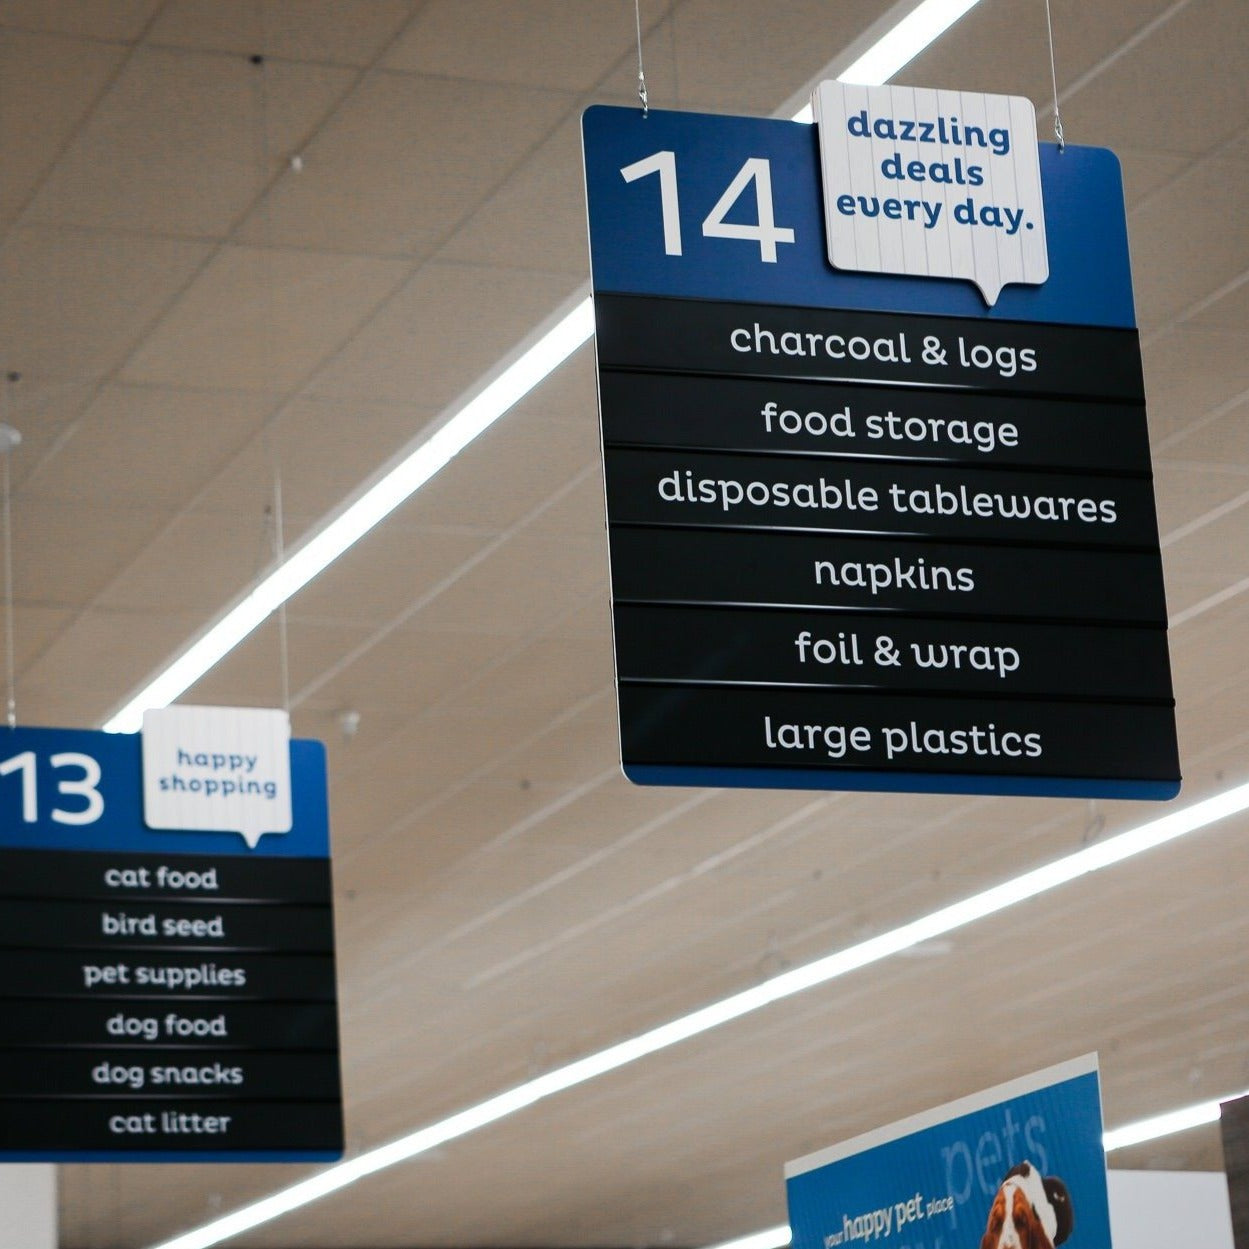 14
dazzling
deals
every day.
charcoal & logs
food storage
disposable tablewares
napkins
foil & wrap
large plastics
13
happy
shopping
cat food
bird seed
pet supplies
dog food
dog snacks
cat litter
pets
your happy pet place